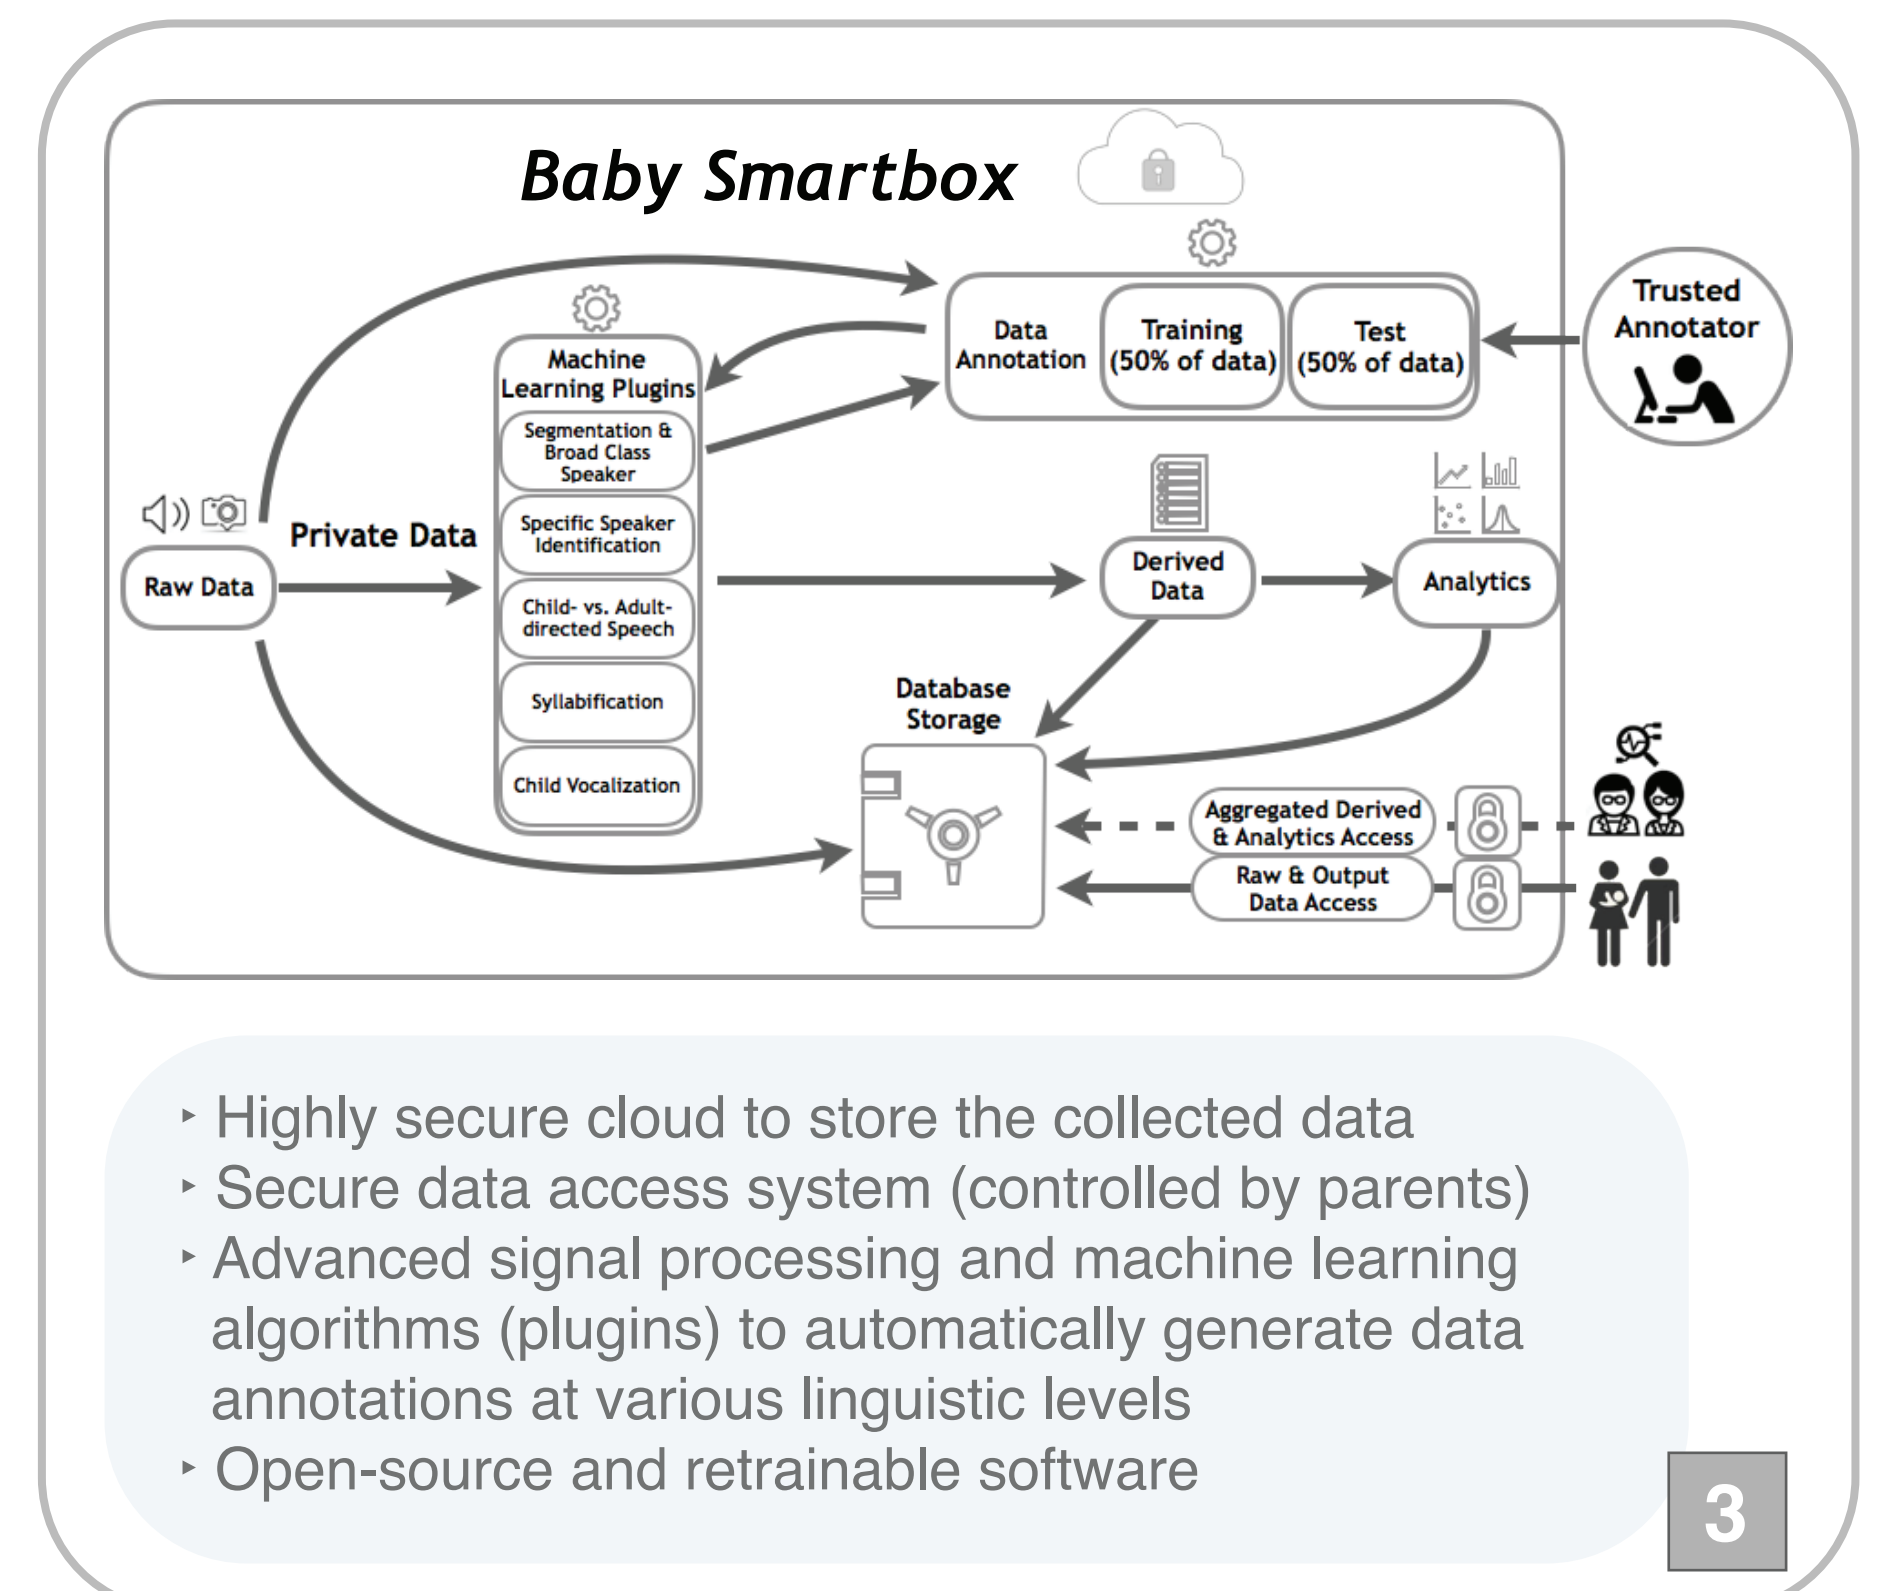 Baby Smartbox
Trusted
Annotator
Data
Annotation
Training
(50% of data)
Test
(50% of data)
Machine
Learning Plugins
Segmentation &
Broad Class
Speaker
Specific Speaker
Identification
Child- vs. Adult-
directed Speech
Syllabification
Child Vocalization
Private Data
Raw Data
Derived
Data
Analytics
Database
Storage
Aggregated Derived
& Analytics Access
Raw & Output
Data Access
‣ Highly secure cloud to store the collected data
‣ Secure data access system (controlled by parents)
‣ Advanced signal processing and machine learning
algorithms (plugins) to automatically generate data
annotations at various linguistic levels
‣ Open-source and retrainable software
3